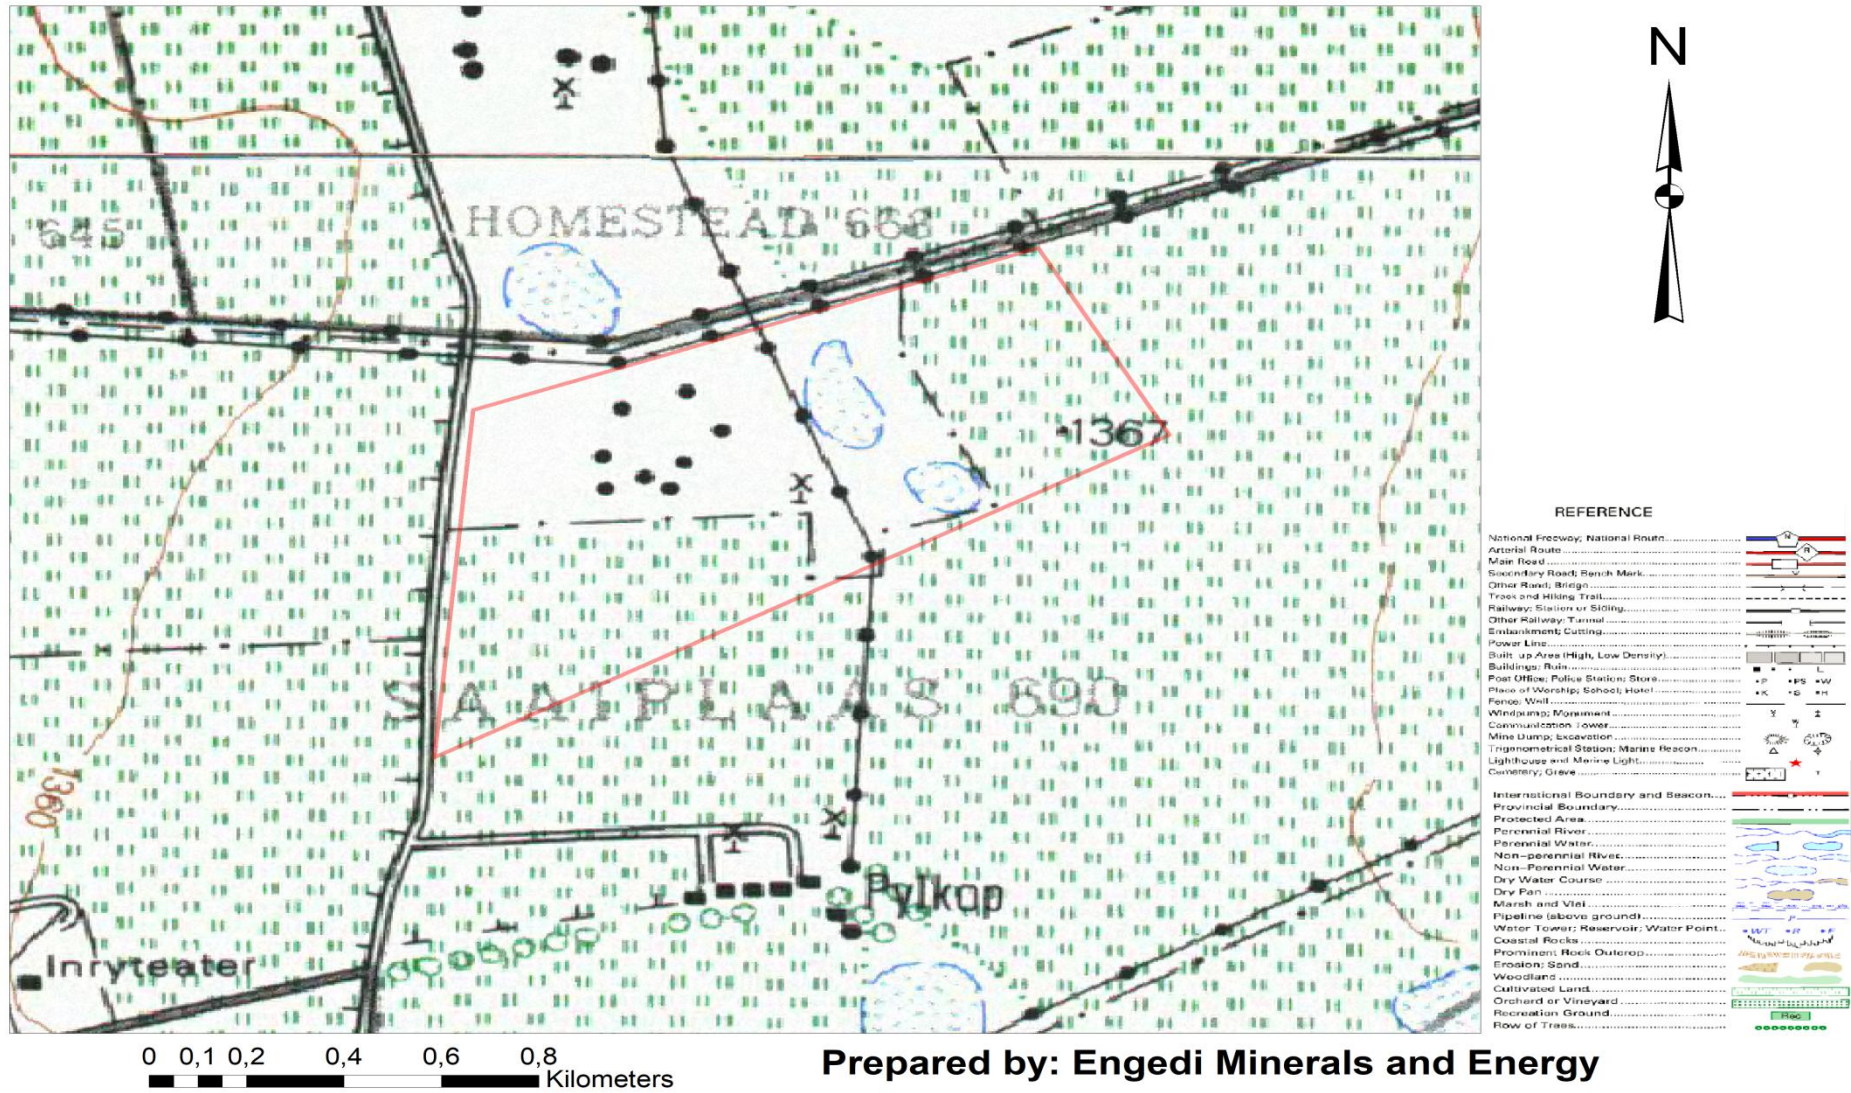 N
HOMESTEAD 668
645
1367
SAAIPLAAS 690
1360
Pylkop
Inryteater
REFERENCE
National Freeway; National Route
N
Arterial Route
R
Main Road
Secondary Road; Bench Mark
Other Road; Bridge
Track and Hiking Trail
Railway; Station or Siding
Other Railway; Tunnel
Embankment; Cutting
Power Line
Built up Area (High, Low Density)
Buildings; Ruin
Post Office; Police Station; Store
•P •PS •W
Place of Worship; School; Hotel
•K •S •H
Fence; Wall
Windpump; Monument
Communication Tower
Mine Dump; Excavation
Trigonometrical Station; Marine Beacon
Lighthouse and Marine Light
Cemetery; Grave
International Boundary and Beacon
Provincial Boundary
Protected Area
Perennial River
Perennial Water
Non-perennial River
Non-perennial Water
Dry Water Course
Dry Pan
Marsh and Vlei
Pipeline (above ground)
P
Water Tower; Reservoir; Water Point
•WT •R •F
Coastal Rocks
Prominent Rock Outcrop
Erosion; Sand
Woodland
Cultivated Land
Orchard or Vineyard
Recreation Ground
Rec
Row of Trees
0 0,1 0,2 0,4 0,6 0,8
Kilometers
Prepared by: Engedi Minerals and Energy